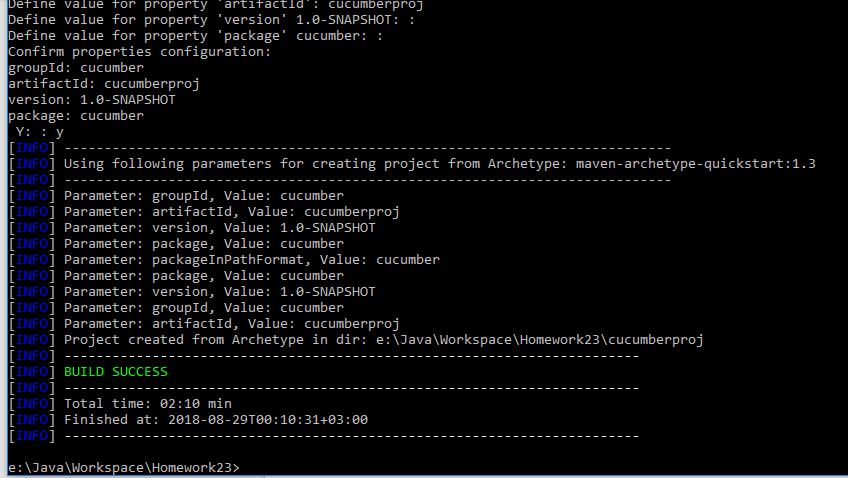 Define value for property 'artifactId': cucumberproj
Define value for property 'version' 1.0-SNAPSHOT: :
Define value for property 'package' cucumber: :
Confirm properties configuration:
groupId: cucumber
artifactId: cucumberproj
version: 1.0-SNAPSHOT
package: cucumber
 Y: : y
[INFO] ----------------------------------------------------------------------------
[INFO] Using following parameters for creating project from Archetype: maven-archetype-quickstart:1.3
[INFO] ----------------------------------------------------------------------------
[INFO] Parameter: groupId, Value: cucumber
[INFO] Parameter: artifactId, Value: cucumberproj
[INFO] Parameter: version, Value: 1.0-SNAPSHOT
[INFO] Parameter: package, Value: cucumber
[INFO] Parameter: packageInPathFormat, Value: cucumber
[INFO] Parameter: package, Value: cucumber
[INFO] Parameter: version, Value: 1.0-SNAPSHOT
[INFO] Parameter: groupId, Value: cucumber
[INFO] Parameter: artifactId, Value: cucumberproj
[INFO] Project created from Archetype in dir: e:\Java\Workspace\Homework23\cucumberproj
[INFO] ------------------------------------------------------------------------
[INFO] BUILD SUCCESS
[INFO] ------------------------------------------------------------------------
[INFO] Total time: 02:10 min
[INFO] Finished at: 2018-08-29T00:10:31+03:00
[INFO] ------------------------------------------------------------------------
e:\Java\Workspace\Homework23>